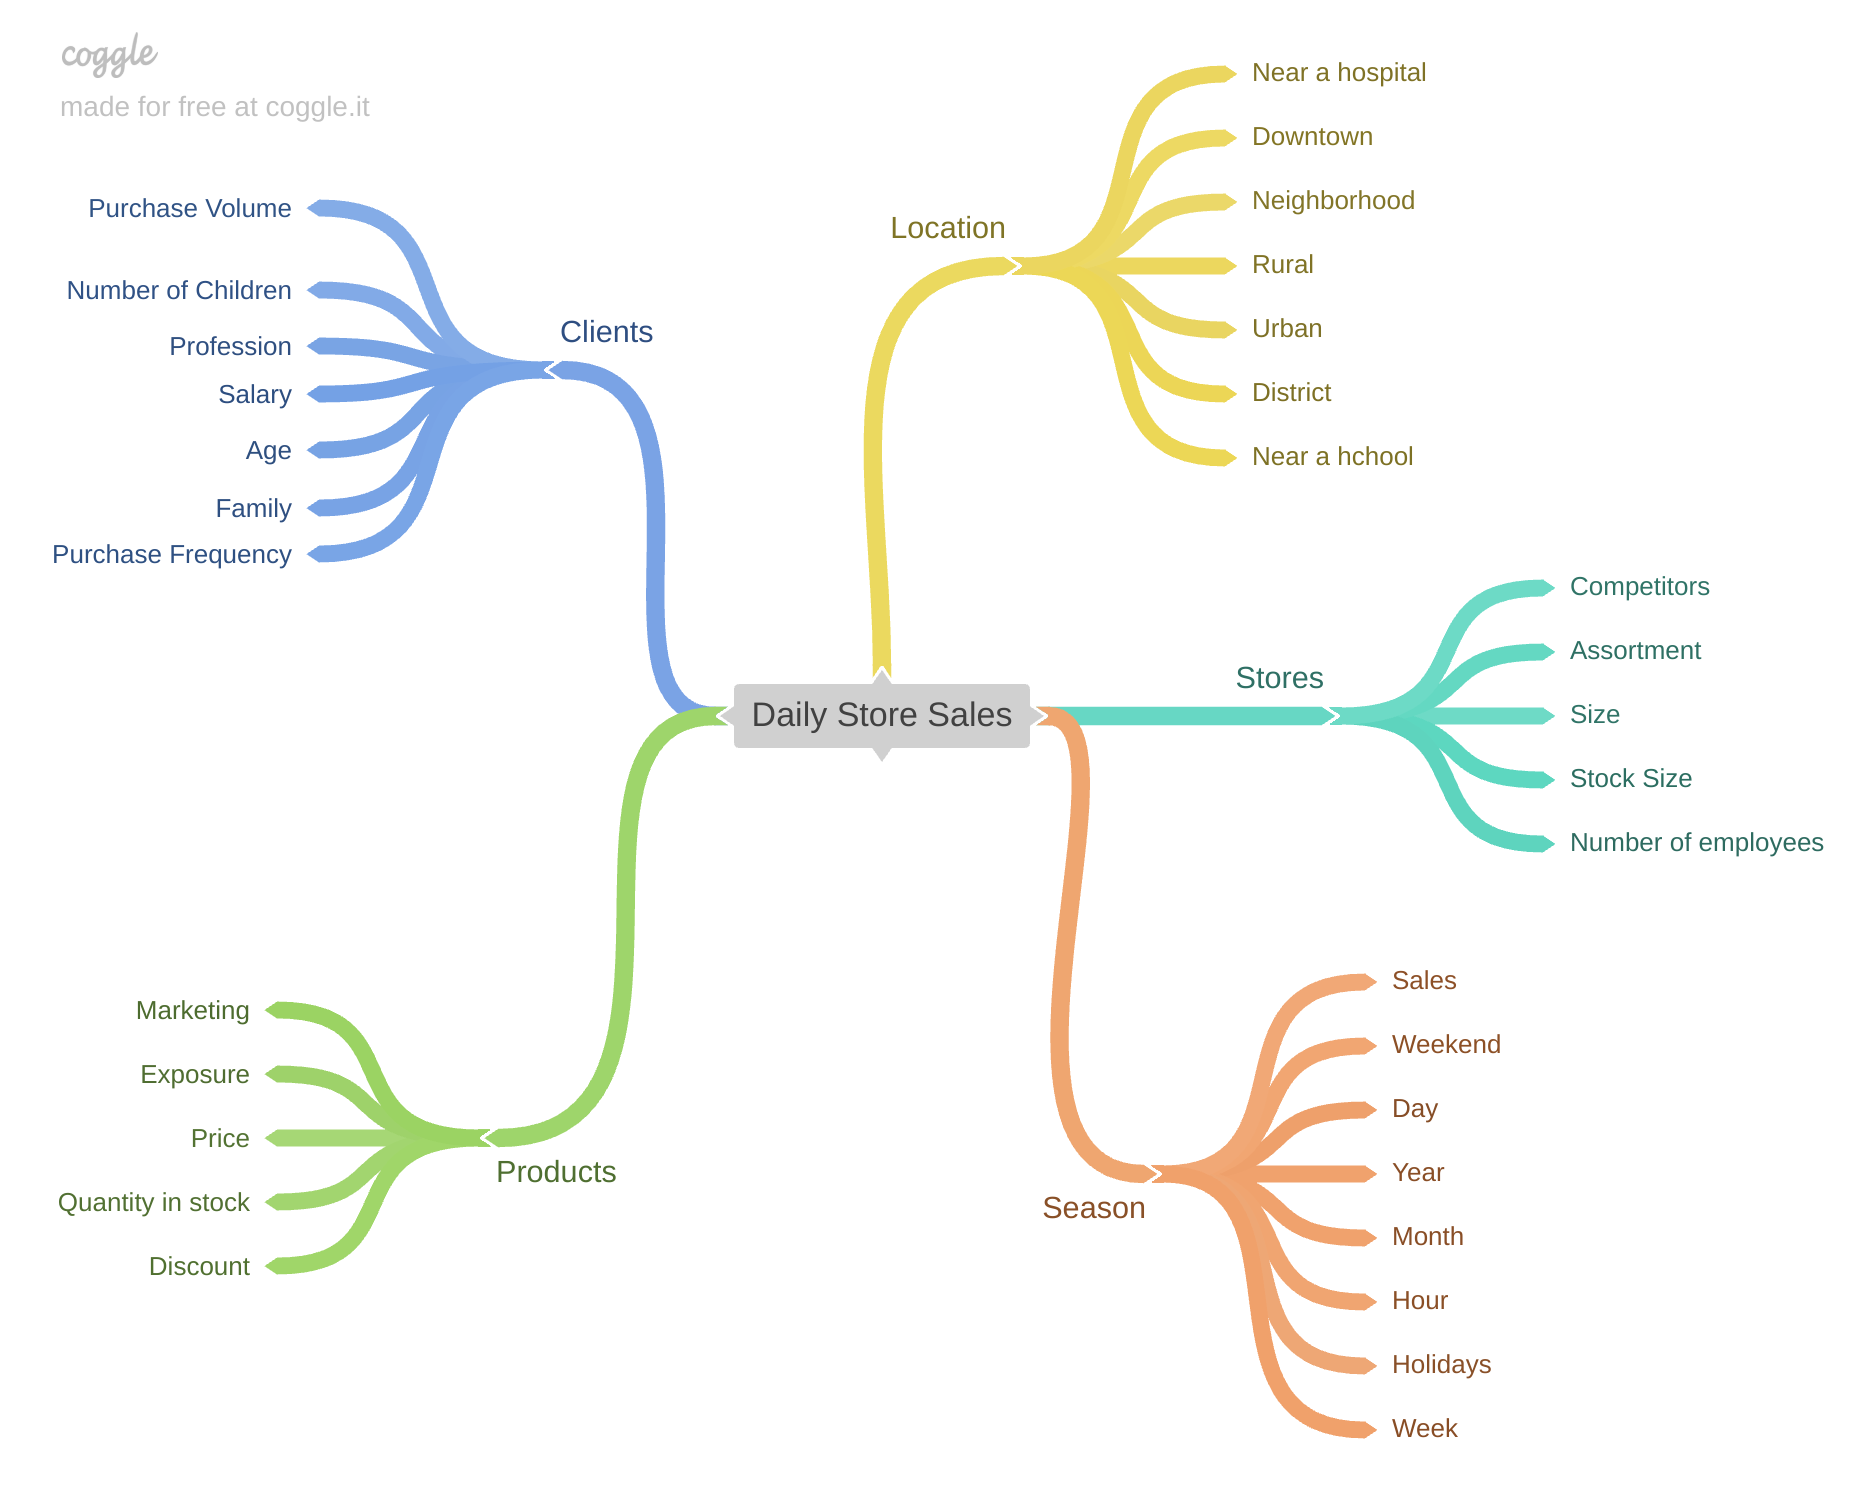 coggle
made for free at coggle.it
Clients
Purchase Volume
Number of Children
Profession
Salary
Age
Family
Purchase Frequency
Location
Near a hospital
Downtown
Neighborhood
Rural
Urban
District
Near a hchool
Daily Store Sales
Stores
Competitors
Assortment
Size
Stock Size
Number of employees
Products
Marketing
Exposure
Price
Quantity in stock
Discount
Season
Sales
Weekend
Day
Year
Month
Hour
Holidays
Week